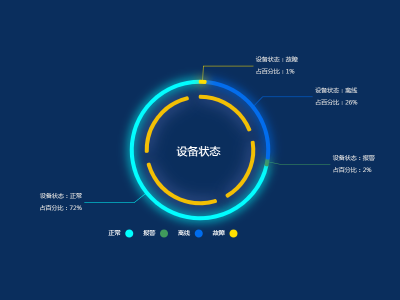 设备状态：故障
占百分比：1%
设备状态：离线
占百分比：26%
设备状态
设备状态：报警
占百分比：2%
设备状态：正常
占百分比：72%
正常 报警 离线 故障